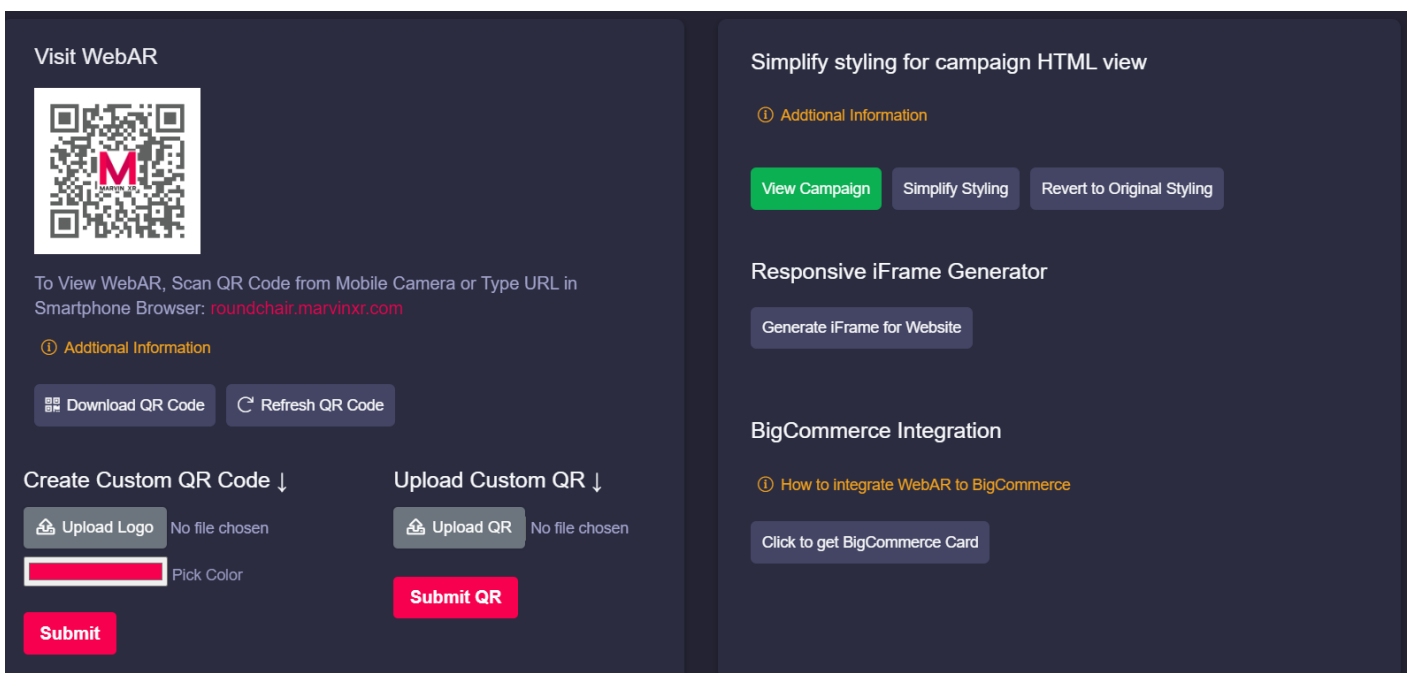 Visit WebAR
M
MARVIN XR
To View WebAR, Scan QR Code from Mobile Camera or Type URL in
Smartphone Browser: roundchair.marvinxr.com
Addtional Information
Download QR Code
Refresh QR Code
Create Custom QR Code ↓
Upload Logo No file chosen
Pick Color
Submit
Upload Custom QR ↓
Upload QR No file chosen
Submit QR
Simplify styling for campaign HTML view
Addtional Information
View Campaign
Simplify Styling
Revert to Original Styling
Responsive iFrame Generator
Generate iFrame for Website
BigCommerce Integration
How to integrate WebAR to BigCommerce
Click to get BigCommerce Card